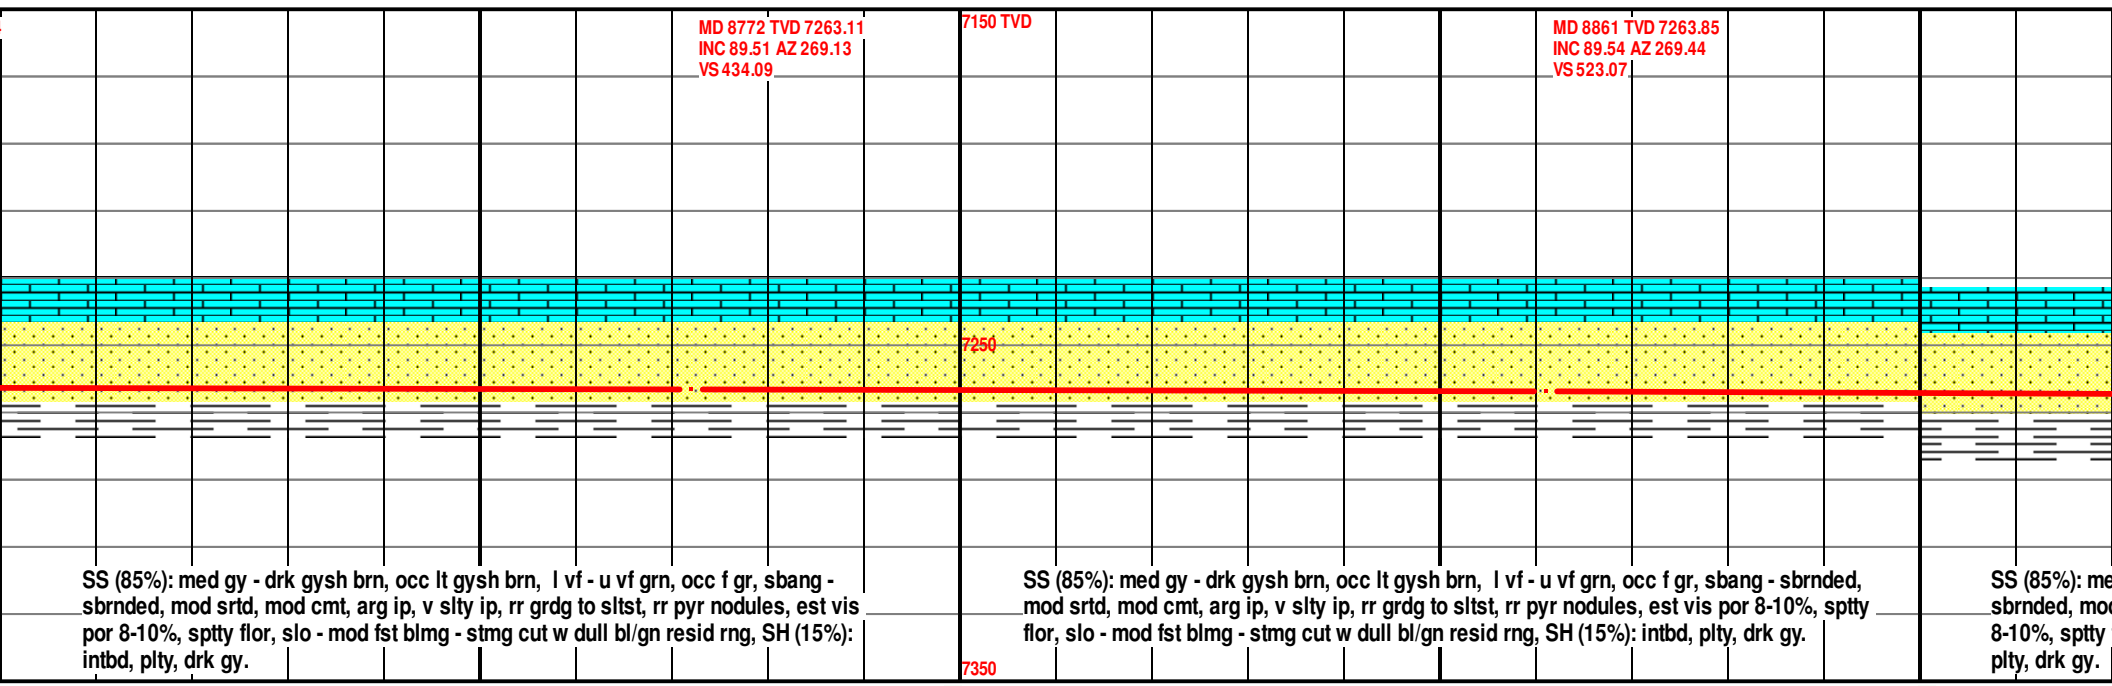 MD 8772 TVD 7263.11
INC 89.51 AZ 269.13
VS 434.09
7150 TVD
MD 8861 TVD 7263.85
INC 89.54 AZ 269.44
VS 523.07
7250
SS (85%): med gy - drk gysh brn, occ lt gysh brn, l vf - u vf grn, occ f gr, sbang -
sbrnded, mod srtd, mod cmt, arg ip, v slty ip, rr grdg to sltst, rr pyr nodules, est vis
por 8-10%, sptty flor, slo - mod fst blmg - stmg cut w dull bl/gn resid rng, SH (15%):
intbd, plty, drk gy.
SS (85%): med gy - drk gysh brn, occ lt gysh brn, l vf - u vf grn, occ f gr, sbang - sbrnded,
mod srtd, mod cmt, arg ip, v slty ip, rr grdg to sltst, rr pyr nodules, est vis por 8-10%, sptty
flor, slo - mod fst blmg - stmg cut w dull bl/gn resid rng, SH (15%): intbd, plty, drk gy.
SS (85%): me
sbrnded, mod
8-10%, sptty
plty, drk gy.
7350